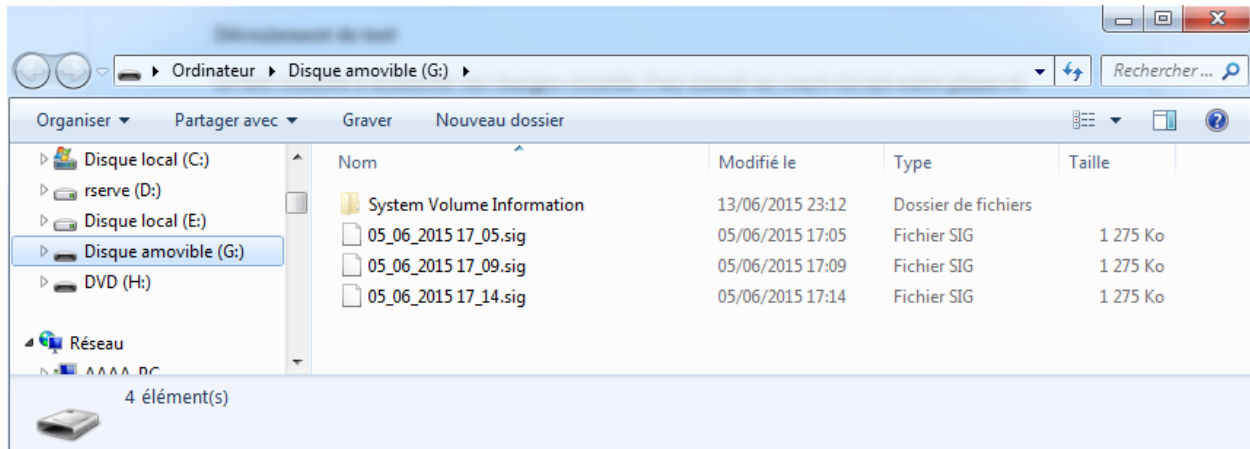 Déroulement de test
Ordinateur Disque amovible (G:)
Rechercher ...
Organiser Partager avec Graver Nouveau dossier
Disque local (C:)
rserve (D:)
Disque local (E:)
Disque amovible (G:)
DVD (H:)
Réseau
Nom Modifié le Type Taille
System Volume Information 13/06/2015 23:12 Dossier de fichiers
05_06_2015 17_05.sig 05/06/2015 17:05 Fichier SIG 1 275 Ko
05_06_2015 17_09.sig 05/06/2015 17:09 Fichier SIG 1 275 Ko
05_06_2015 17_14.sig 05/06/2015 17:14 Fichier SIG 1 275 Ko
4 élément(s)